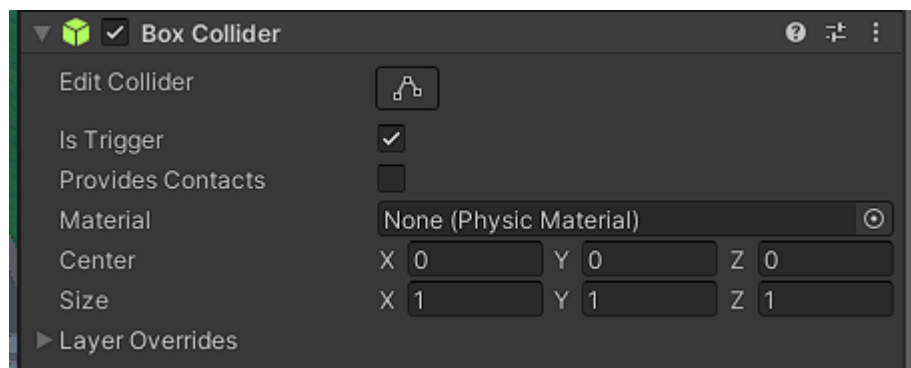 Box Collider
Edit Collider
Is Trigger
Provides Contacts
Material None (Physic Material)
Center X 0 Y 0 Z 0
Size X 1 Y 1 Z 1
Layer Overrides